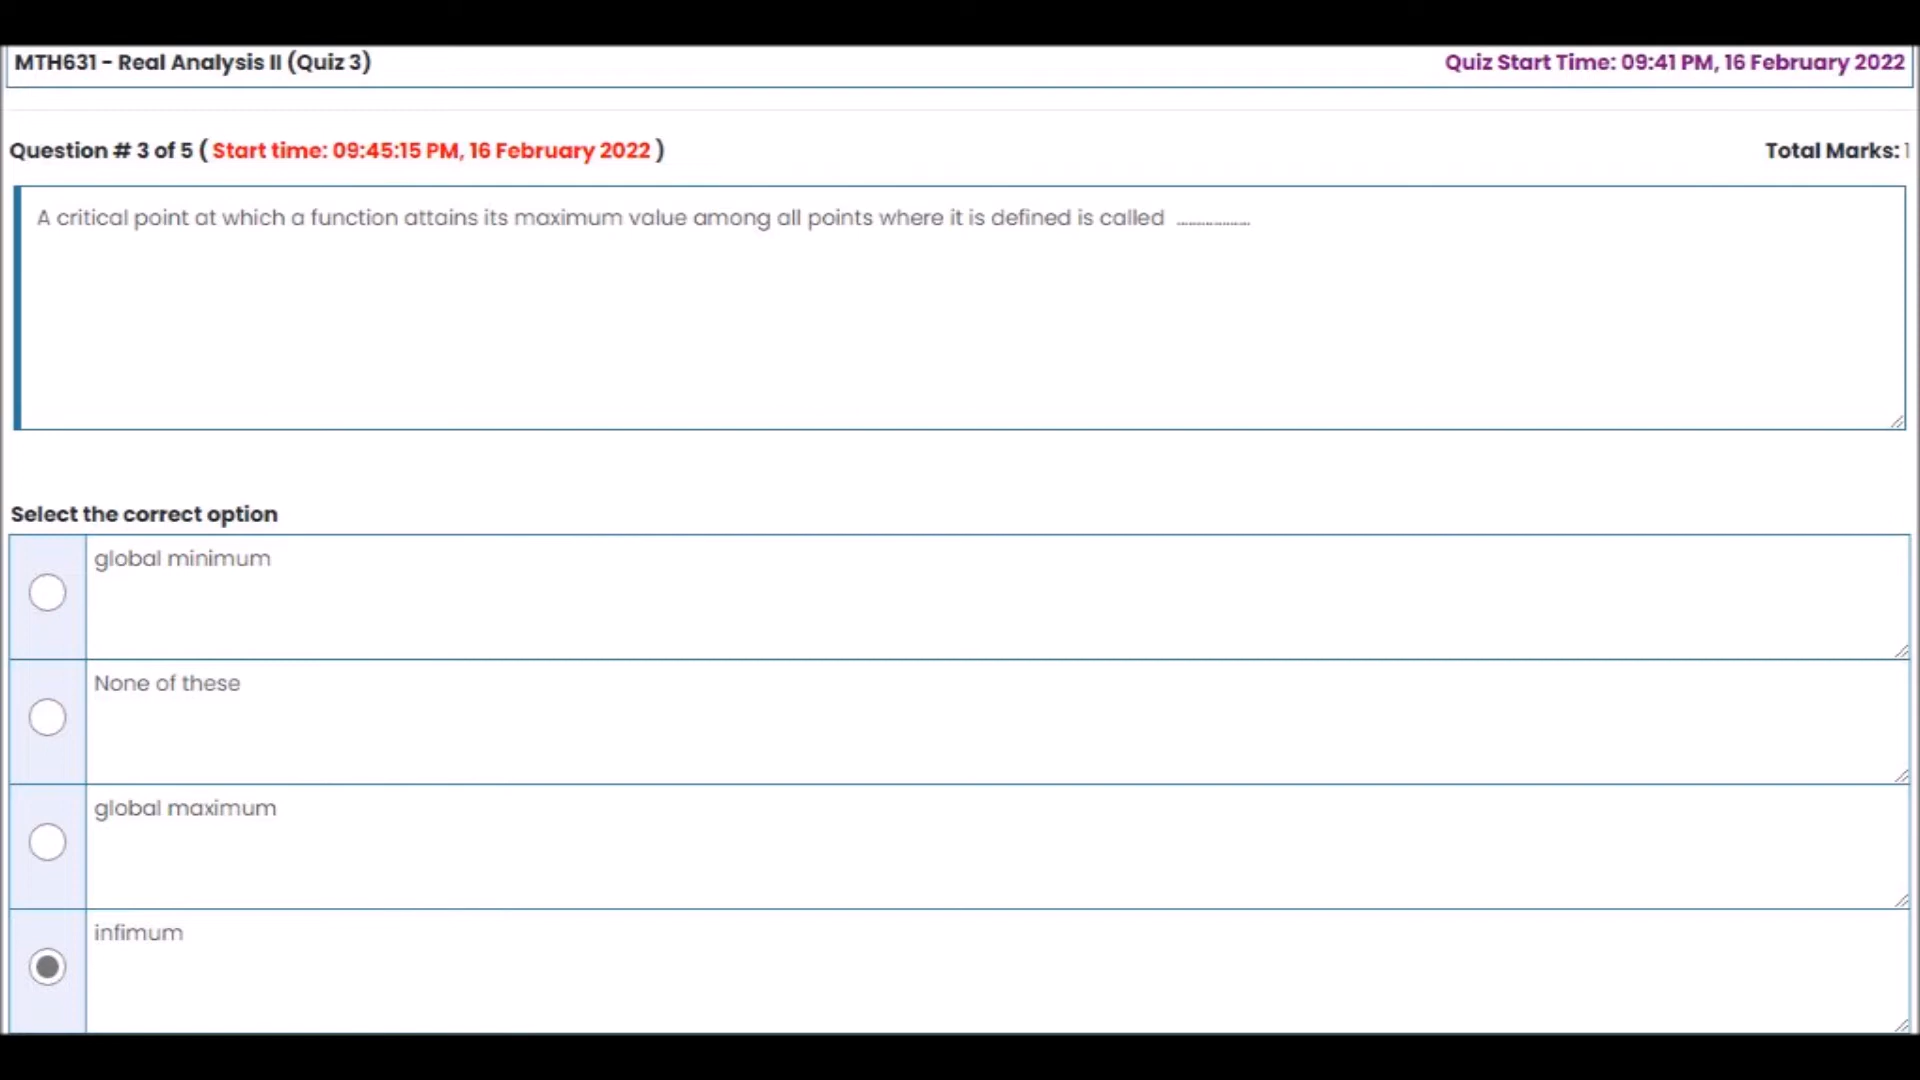 MTH631 - Real Analysis II (Quiz 3)
Quiz Start Time: 09:41 PM, 16 February 2022
Question # 3 of 5 ( Start time: 09:45:15 PM, 16 February 2022 )
Total Marks: 1
A critical point at which a function attains its maximum value among all points where it is defined is called ....................
Select the correct option
global minimum
None of these
global maximum
infimum